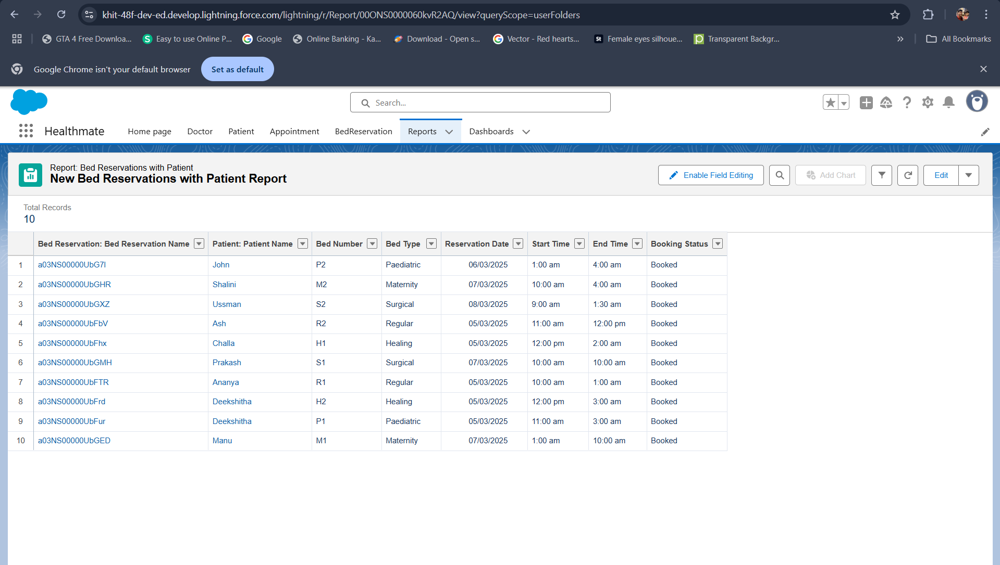 khit-48f-dev-ed.develop.lightning.force.com/lightning/r/Report/00ONS0000060kvR2AQ/view?queryScope=userFolders
GTA 4 Free Downloa... S Easy to use Online P... Google Online Banking - Ka... Download - Open s... Vector - Red hearts... St Female eyes silhoue... p Transparent Backgr... » All Bookmarks
Google Chrome isn't your default browser Set as default
Search...
Healthmate Home page Doctor Patient Appointment BedReservation Reports Dashboards
Report: Bed Reservations with Patient
New Bed Reservations with Patient Report
Enable Field Editing Add Chart Edit
Total Records
10
Bed Reservation: Bed Reservation Name Patient: Patient Name Bed Number Bed Type Reservation Date Start Time End Time Booking Status
1 a03NS00000UbG7l John P2 Paediatric 06/03/2025 1:00 am 4:00 am Booked
2 a03NS00000UbGHR Shalini M2 Maternity 07/03/2025 10:00 am 4:00 am Booked
3 a03NS00000UbGXZ Ussman S2 Surgical 08/03/2025 9:00 am 1:30 am Booked
4 a03NS00000UbFbV Ash R2 Regular 05/03/2025 11:00 am 12:00 pm Booked
5 a03NS00000UbFhx Challa H1 Healing 05/03/2025 12:00 pm 2:00 am Booked
6 a03NS00000UbGMH Prakash S1 Surgical 07/03/2025 10:00 am 10:00 am Booked
7 a03NS00000UbFTR Ananya R1 Regular 05/03/2025 10:00 am 1:00 am Booked
8 a03NS00000UbFrd Deekshitha H2 Healing 05/03/2025 12:00 pm 3:00 am Booked
9 a03NS00000UbFur Deekshitha P1 Paediatric 05/03/2025 11:00 am 3:00 am Booked
10 a03NS00000UbGED Manu M1 Maternity 07/03/2025 1:00 am 10:00 am Booked